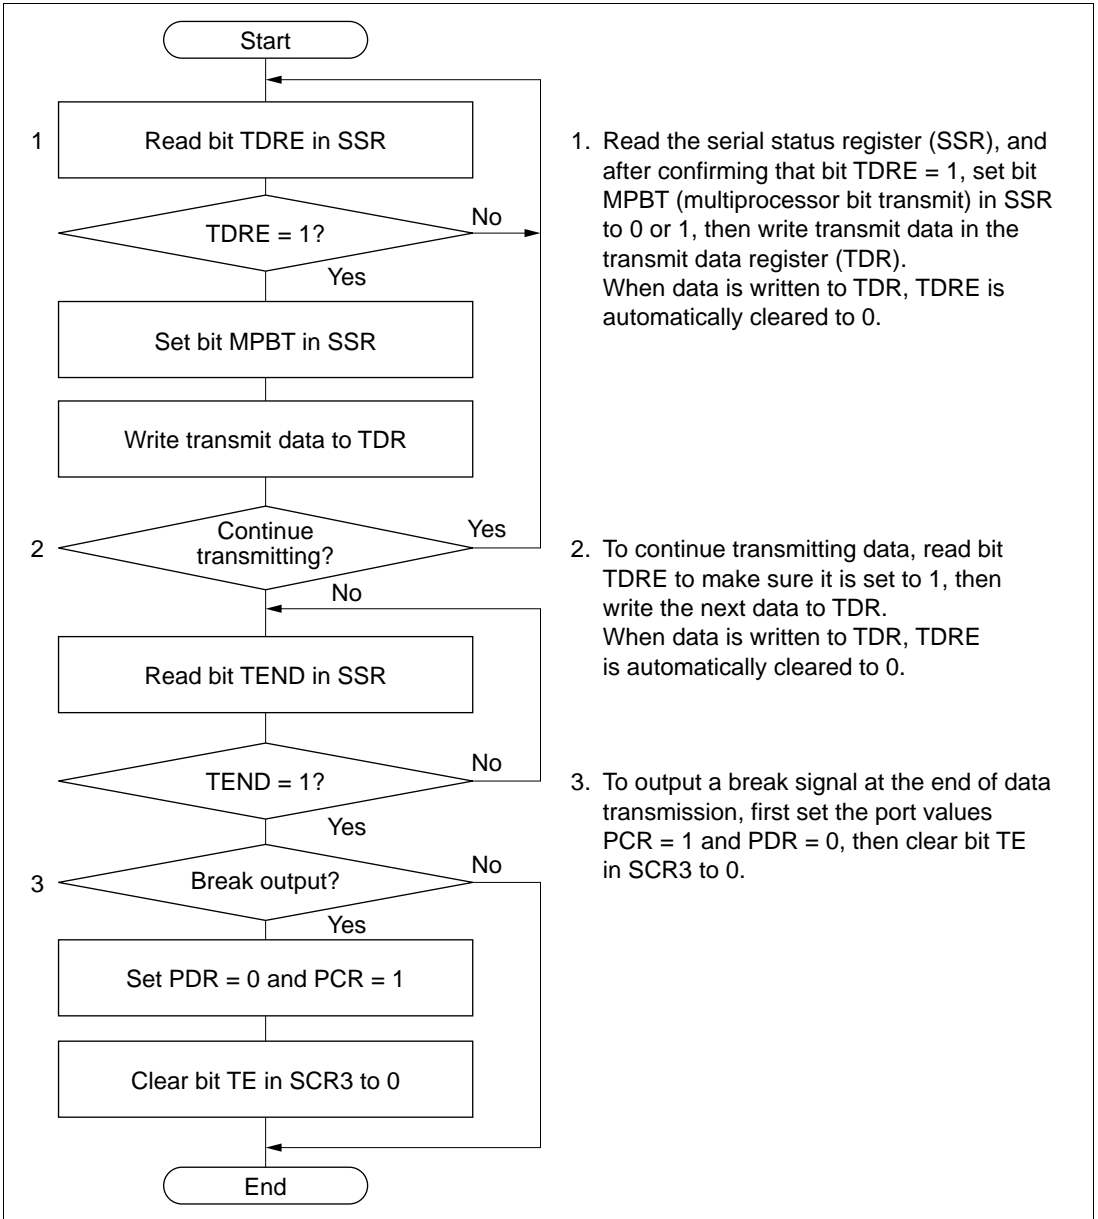 Start
1
Read bit TDRE in SSR
TDRE = 1?
No
Yes
Set bit MPBT in SSR
Write transmit data to TDR
2
Continue
transmitting?
Yes
No
Read bit TEND in SSR
TEND = 1?
No
Yes
3
Break output?
No
Yes
Set PDR = 0 and PCR = 1
Clear bit TE in SCR3 to 0
End
1. Read the serial status register (SSR), and
after confirming that bit TDRE = 1, set bit
MPBT (multiprocessor bit transmit) in SSR
to 0 or 1, then write transmit data in the
transmit data register (TDR).
When data is written to TDR, TDRE is
automatically cleared to 0.
2. To continue transmitting data, read bit
TDRE to make sure it is set to 1, then
write the next data to TDR.
When data is written to TDR, TDRE
is automatically cleared to 0.
3. To output a break signal at the end of data
transmission, first set the port values
PCR = 1 and PDR = 0, then clear bit TE
in SCR3 to 0.